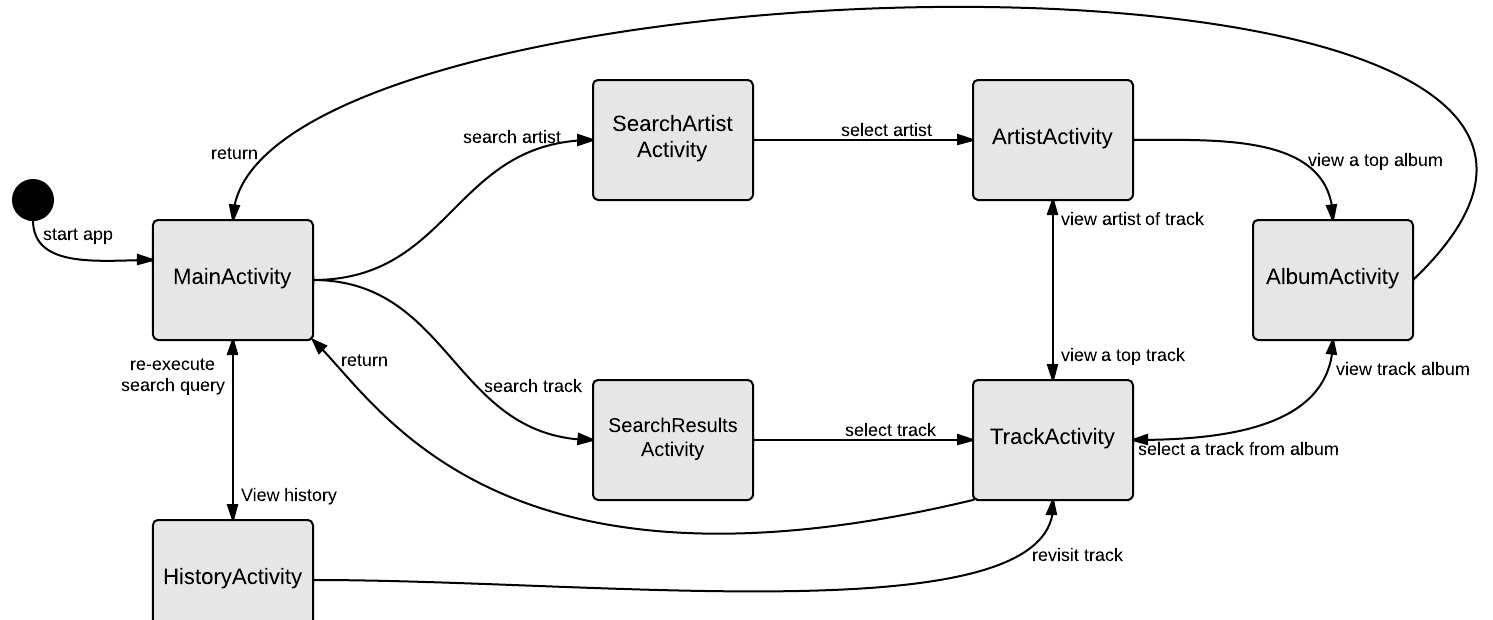 return
search artist
SearchArtist
Activity
select artist
ArtistActivity
view a top album
start app
MainActivity
view artist of track
AlbumActivity
re-execute
search query
return
search track
view a top track
view track album
SearchResults
Activity
select track
TrackActivity
select a track from album
View history
HistoryActivity
revisit track